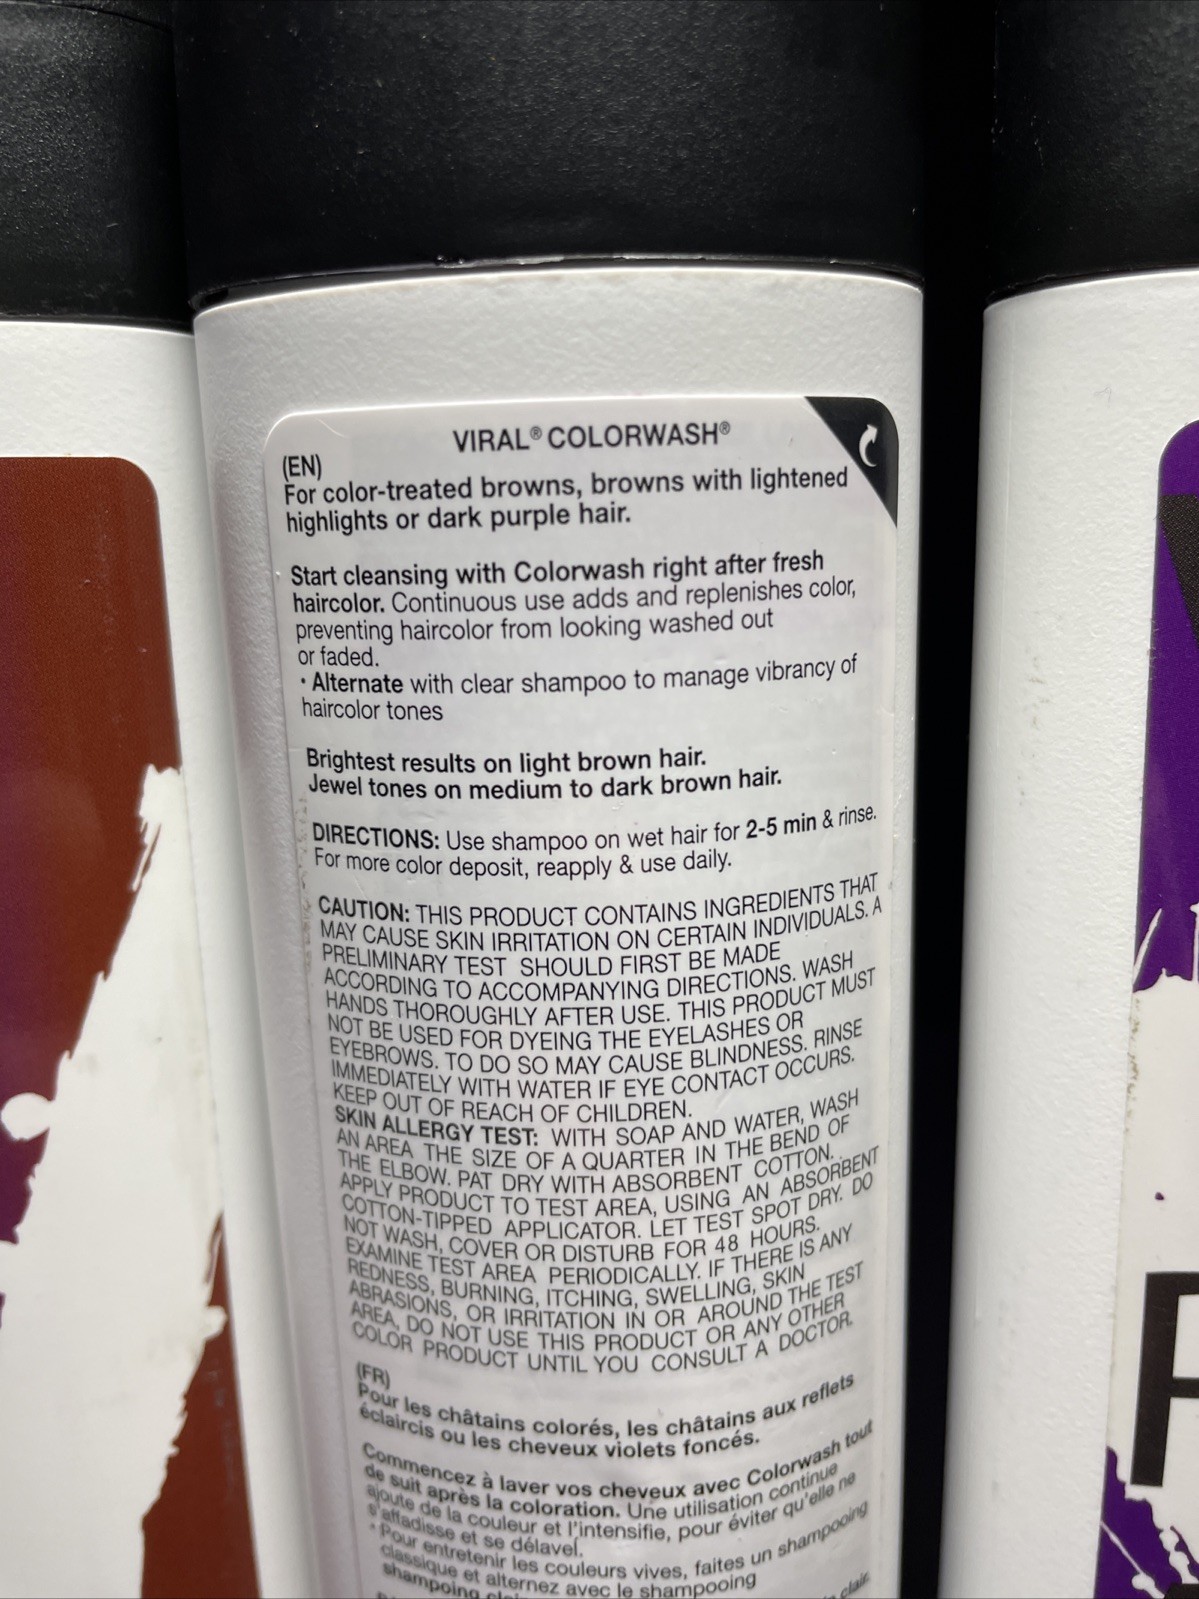 VIRAL® COLORWASH®
(EN)
For color-treated browns, browns with lightened
highlights or dark purple hair.
Start cleansing with Colorwash right after fresh
haircolor. Continuous use adds and replenishes color,
preventing haircolor from looking washed out
or faded.
• Alternate with clear shampoo to manage vibrancy of
haircolor tones
Brightest results on light brown hair.
Jewel tones on medium to dark brown hair.
DIRECTIONS: Use shampoo on wet hair for 2-5 min & rinse.
For more color deposit, reapply & use daily.
CAUTION: THIS PRODUCT CONTAINS INGREDIENTS THAT
MAY CAUSE SKIN IRRITATION ON CERTAIN INDIVIDUALS. A
PRELIMINARY TEST SHOULD FIRST BE MADE
ACCORDING TO ACCOMPANYING DIRECTIONS. WASH
HANDS THOROUGHLY AFTER USE. THIS PRODUCT MUST
NOT BE USED FOR DYEING THE EYELASHES OR
EYEBROWS. TO DO SO MAY CAUSE BLINDNESS. RINSE
IMMEDIATELY WITH WATER IF EYE CONTACT OCCURS.
KEEP OUT OF REACH OF CHILDREN.
SKIN ALLERGY TEST: WITH SOAP AND WATER, WASH
AN AREA THE SIZE OF A QUARTER IN THE BEND OF
THE ELBOW. PAT DRY WITH ABSORBENT COTTON.
APPLY PRODUCT TO TEST AREA, USING AN ABSORBENT
COTTON-TIPPED APPLICATOR. LET TEST SPOT DRY. DO
NOT WASH, COVER OR DISTURB FOR 48 HOURS.
EXAMINE TEST AREA PERIODICALLY. IF THERE IS ANY
REDNESS, BURNING, ITCHING, SWELLING, SKIN
ABRASIONS, OR IRRITATION IN OR AROUND THE TEST
AREA, DO NOT USE THIS PRODUCT OR ANY OTHER
COLOR PRODUCT UNTIL YOU CONSULT A DOCTOR.
(FR)
Pour les châtains colorés, les châtains aux reflets
éclaircis ou les cheveux violets foncés.
Commencez à laver vos cheveux avec Colorwash tout
de suit après la coloration. Une utilisation continue
ajoute de la couleur et l'intensifie, pour éviter qu'elle ne
s'affadisse et se délavel.
• Pour entretenir les couleurs vives, faites un shampooing
classique et alternez avec le shampooing
shampoing clair.